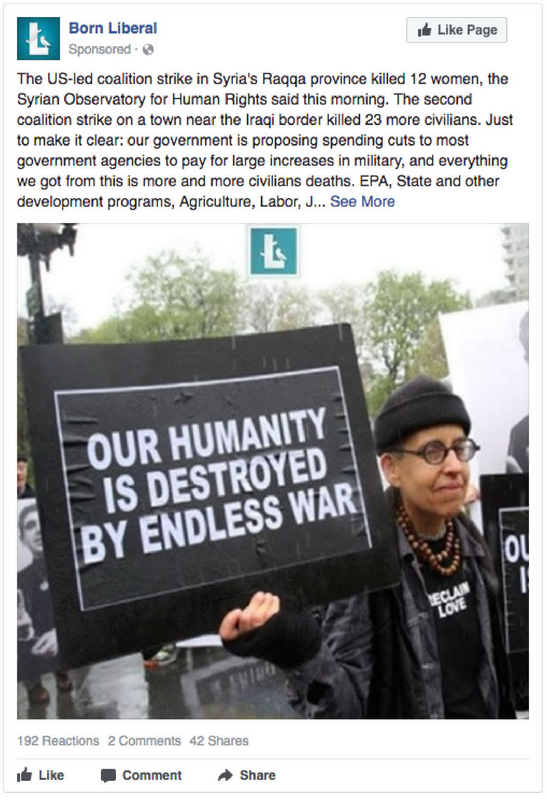 Born Liberal
Like Page
Sponsored ·
The US-led coalition strike in Syria's Raqqa province killed 12 women, the
Syrian Observatory for Human Rights said this morning. The second
coalition strike on a town near the Iraqi border killed 23 more civilians. Just
to make it clear: our government is proposing spending cuts to most
government agencies to pay for large increases in military, and everything
we got from this is more and more civilians deaths. EPA, State and other
development programs, Agriculture, Labor, J... See More
OUR HUMANITY
IS DESTROYED
BY ENDLESS WAR
RECLAIM
LOVE
OU
I
192 Reactions 2 Comments 42 Shares
Like Comment Share